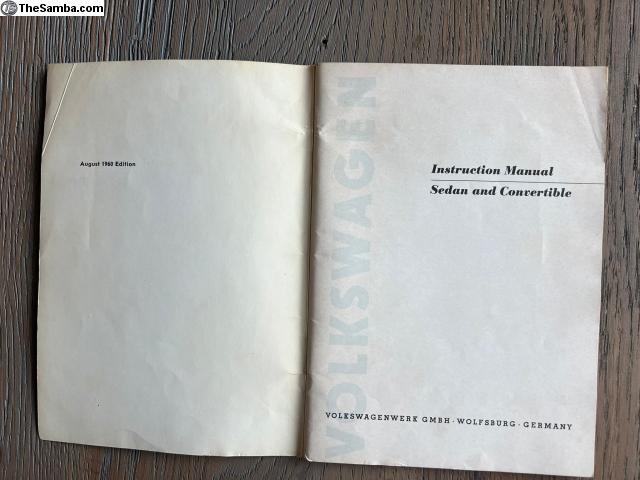 TheSamba.com
August 1960 Edition
VOLKSWAGEN
Instruction Manual
Sedan and Convertible
VOLKSWAGENWERK GMBH · WOLFSBURG · GERMANY